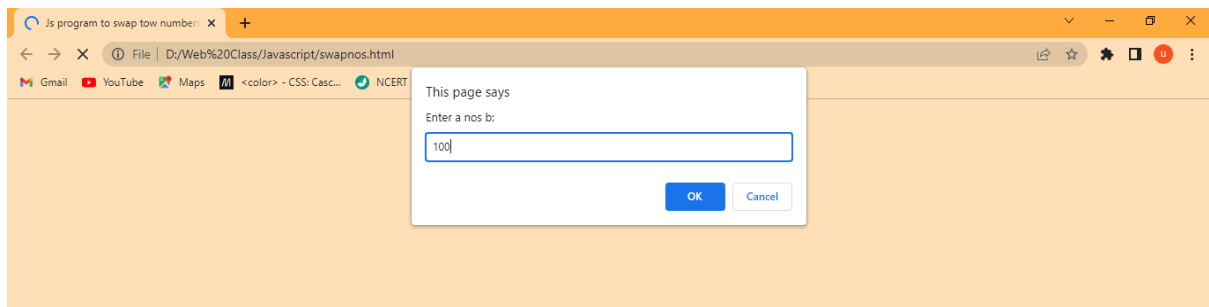 Js program to swap tow number:
File | D:/Web%20Class/Javascript/swapnos.html
Gmail YouTube Maps <color> - CSS: Casc... NCERT
This page says
Enter a nos b:
100
OK Cancel